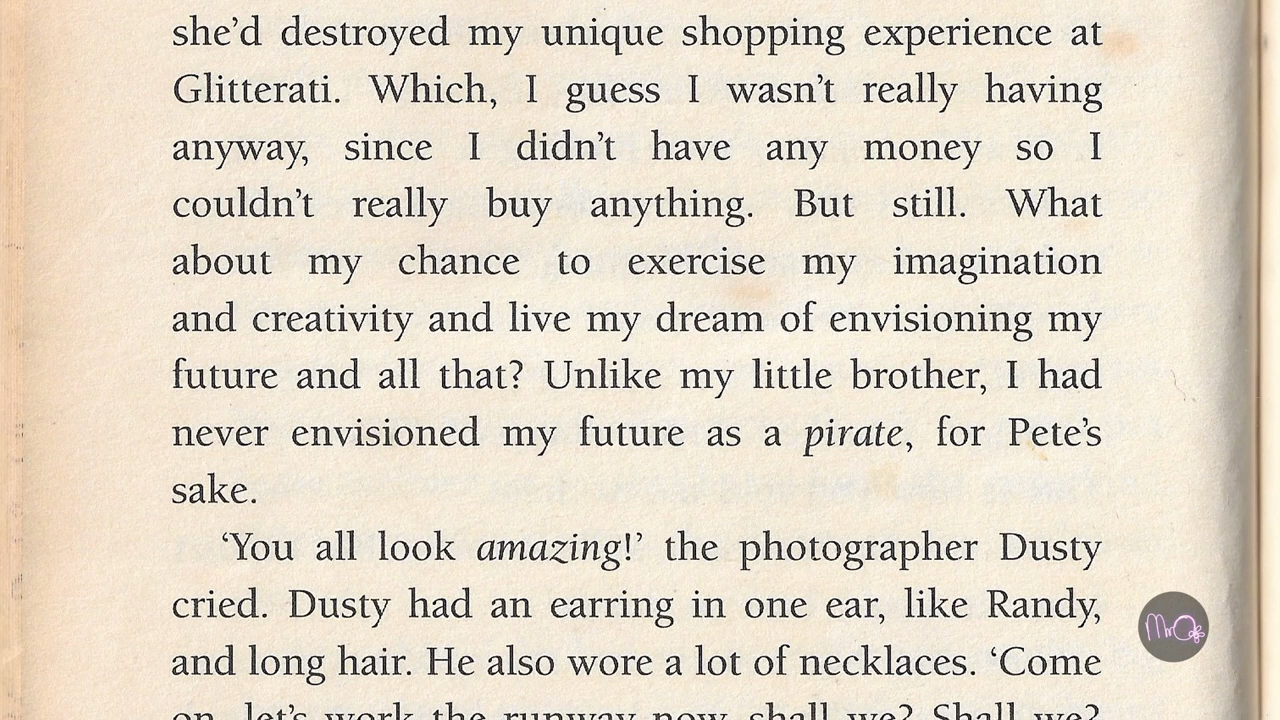 she’d destroyed my unique shopping experience at
Glitterati. Which, I guess I wasn’t really having
anyway, since I didn’t have any money so I
couldn’t really buy anything. But still. What
about my chance to exercise my imagination
and creativity and live my dream of envisioning my
future and all that? Unlike my little brother, I had
never envisioned my future as a pirate, for Pete’s
sake.
‘You all look amazing!’ the photographer Dusty
cried. Dusty had an earring in one ear, like Randy,
and long hair. He also wore a lot of necklaces. ‘Come
on, let’s work the runway now, shall we? Shall we?